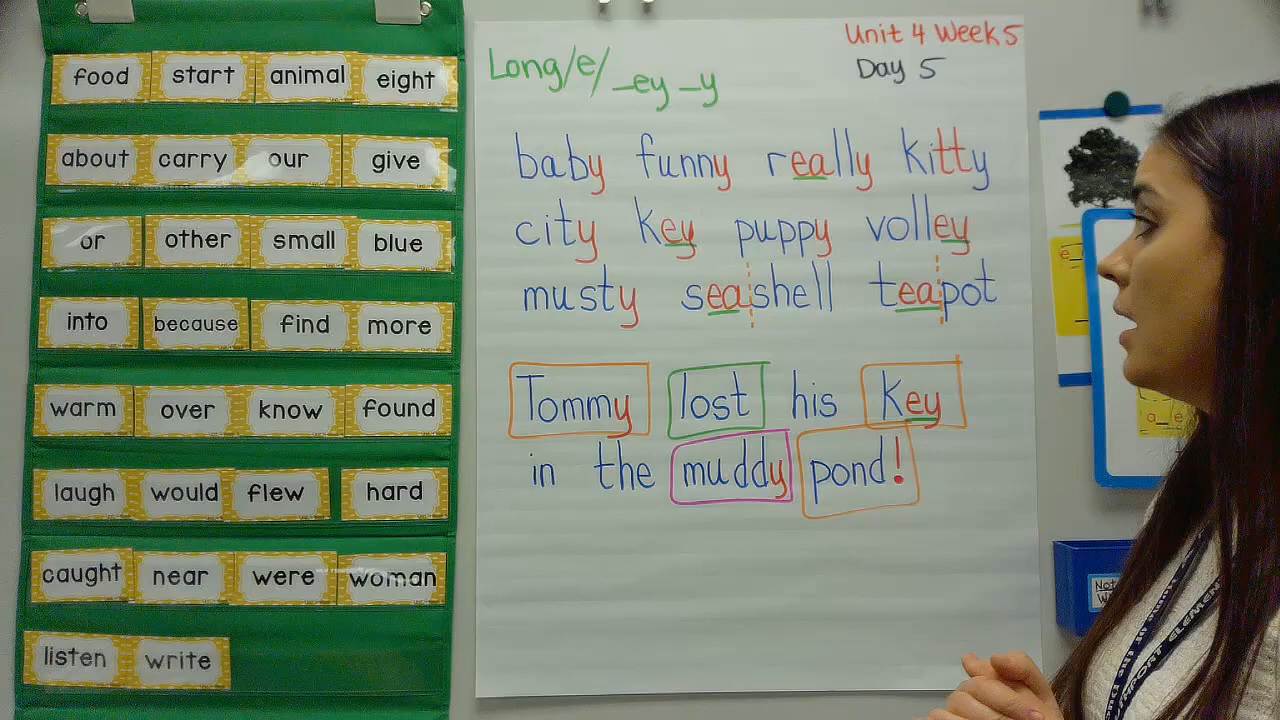 food start animal eight
about carry our give
or other small blue
into because find more
warm over know found
laugh would flew hard
caught near were woman
listen write
Unit 4 Week 5
Day 5
Long/e/ _ey _y
baby funny really kitty
city key puppy volley
musty seashell teapot
Tommy lost his key
in the muddy pond!